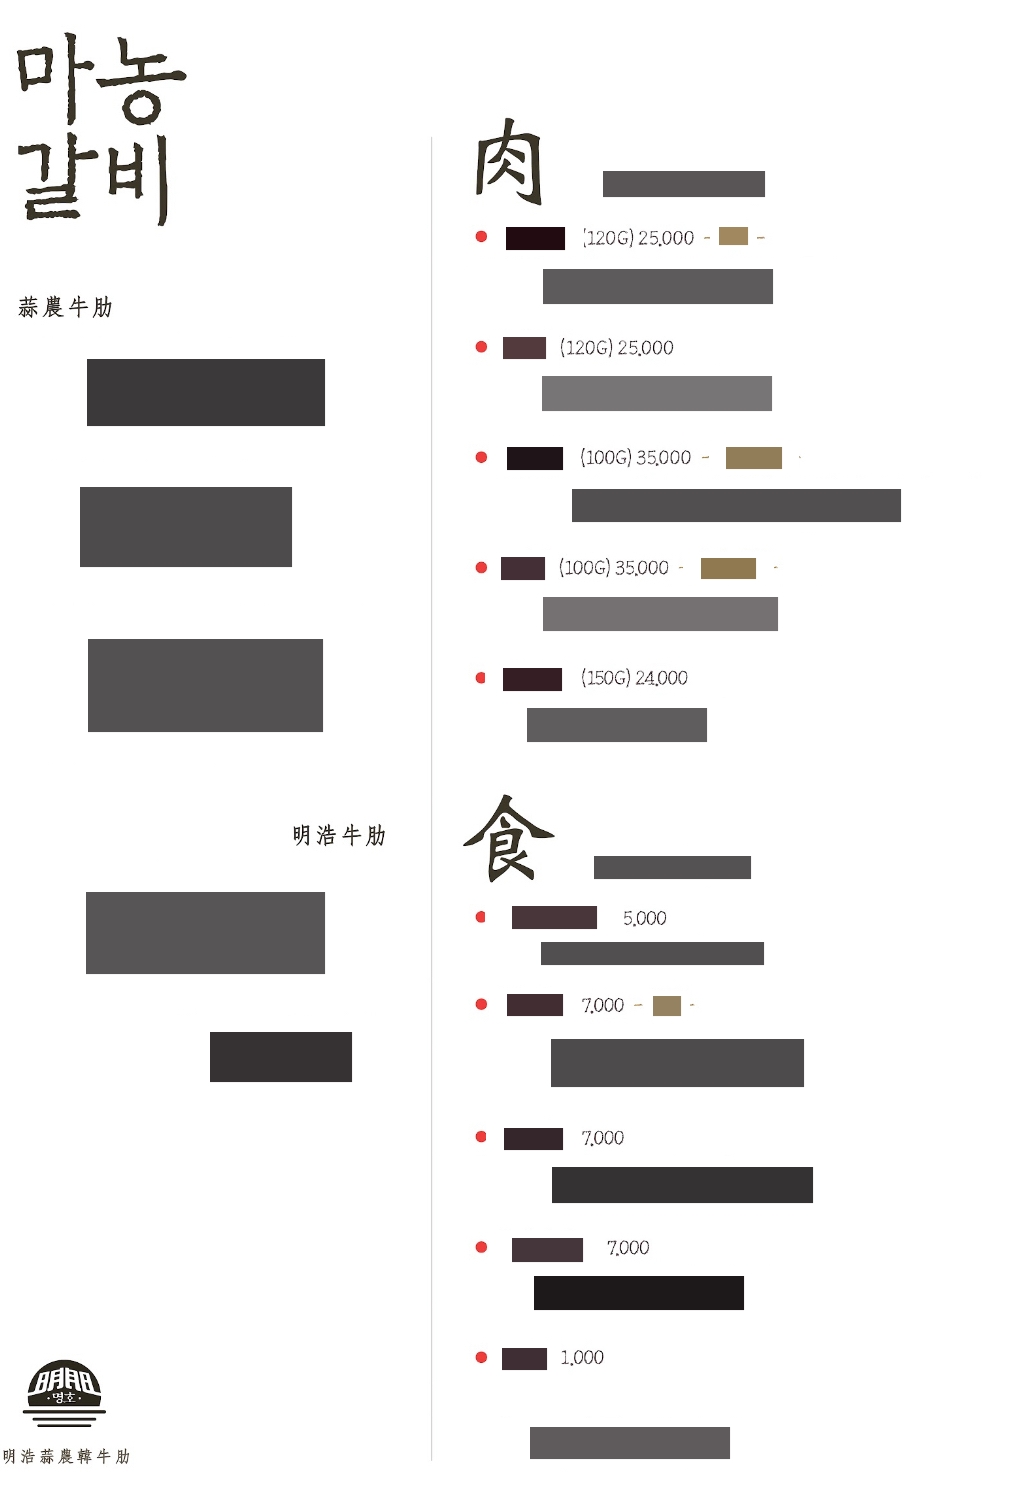 마농
갈비
蒜農牛肋
明浩牛肋
명호
明浩蒜農韓牛肋
肉
(120G) 25,000 - -
(120G) 25,000
(100G) 35,000 -
(100G) 35,000 - -
(150G) 24,000
食
5,000
7,000 - -
7,000
7,000
1,000